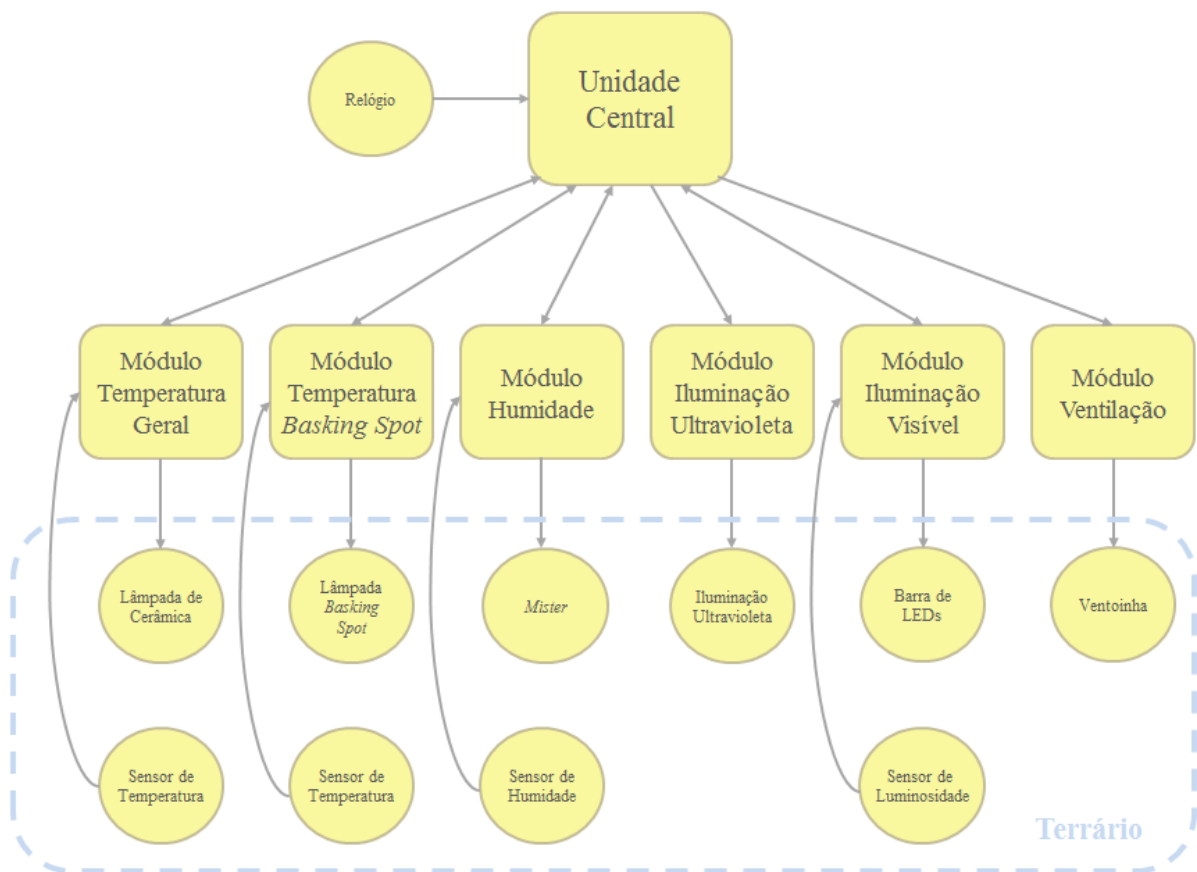 Unidade
Central
Relógio
Módulo
Temperatura
Geral
Módulo
Temperatura
Basking Spot
Módulo
Humidade
Módulo
Iluminação
Ultravioleta
Módulo
Iluminação
Visível
Módulo
Ventilação
Lâmpada de
Cerâmica
Lâmpada
Basking
Spot
Mister
Iluminação
Ultravioleta
Barra de
LEDs
Ventoinha
Sensor de
Temperatura
Sensor de
Temperatura
Sensor de
Humidade
Sensor de
Luminosidade
Terrário